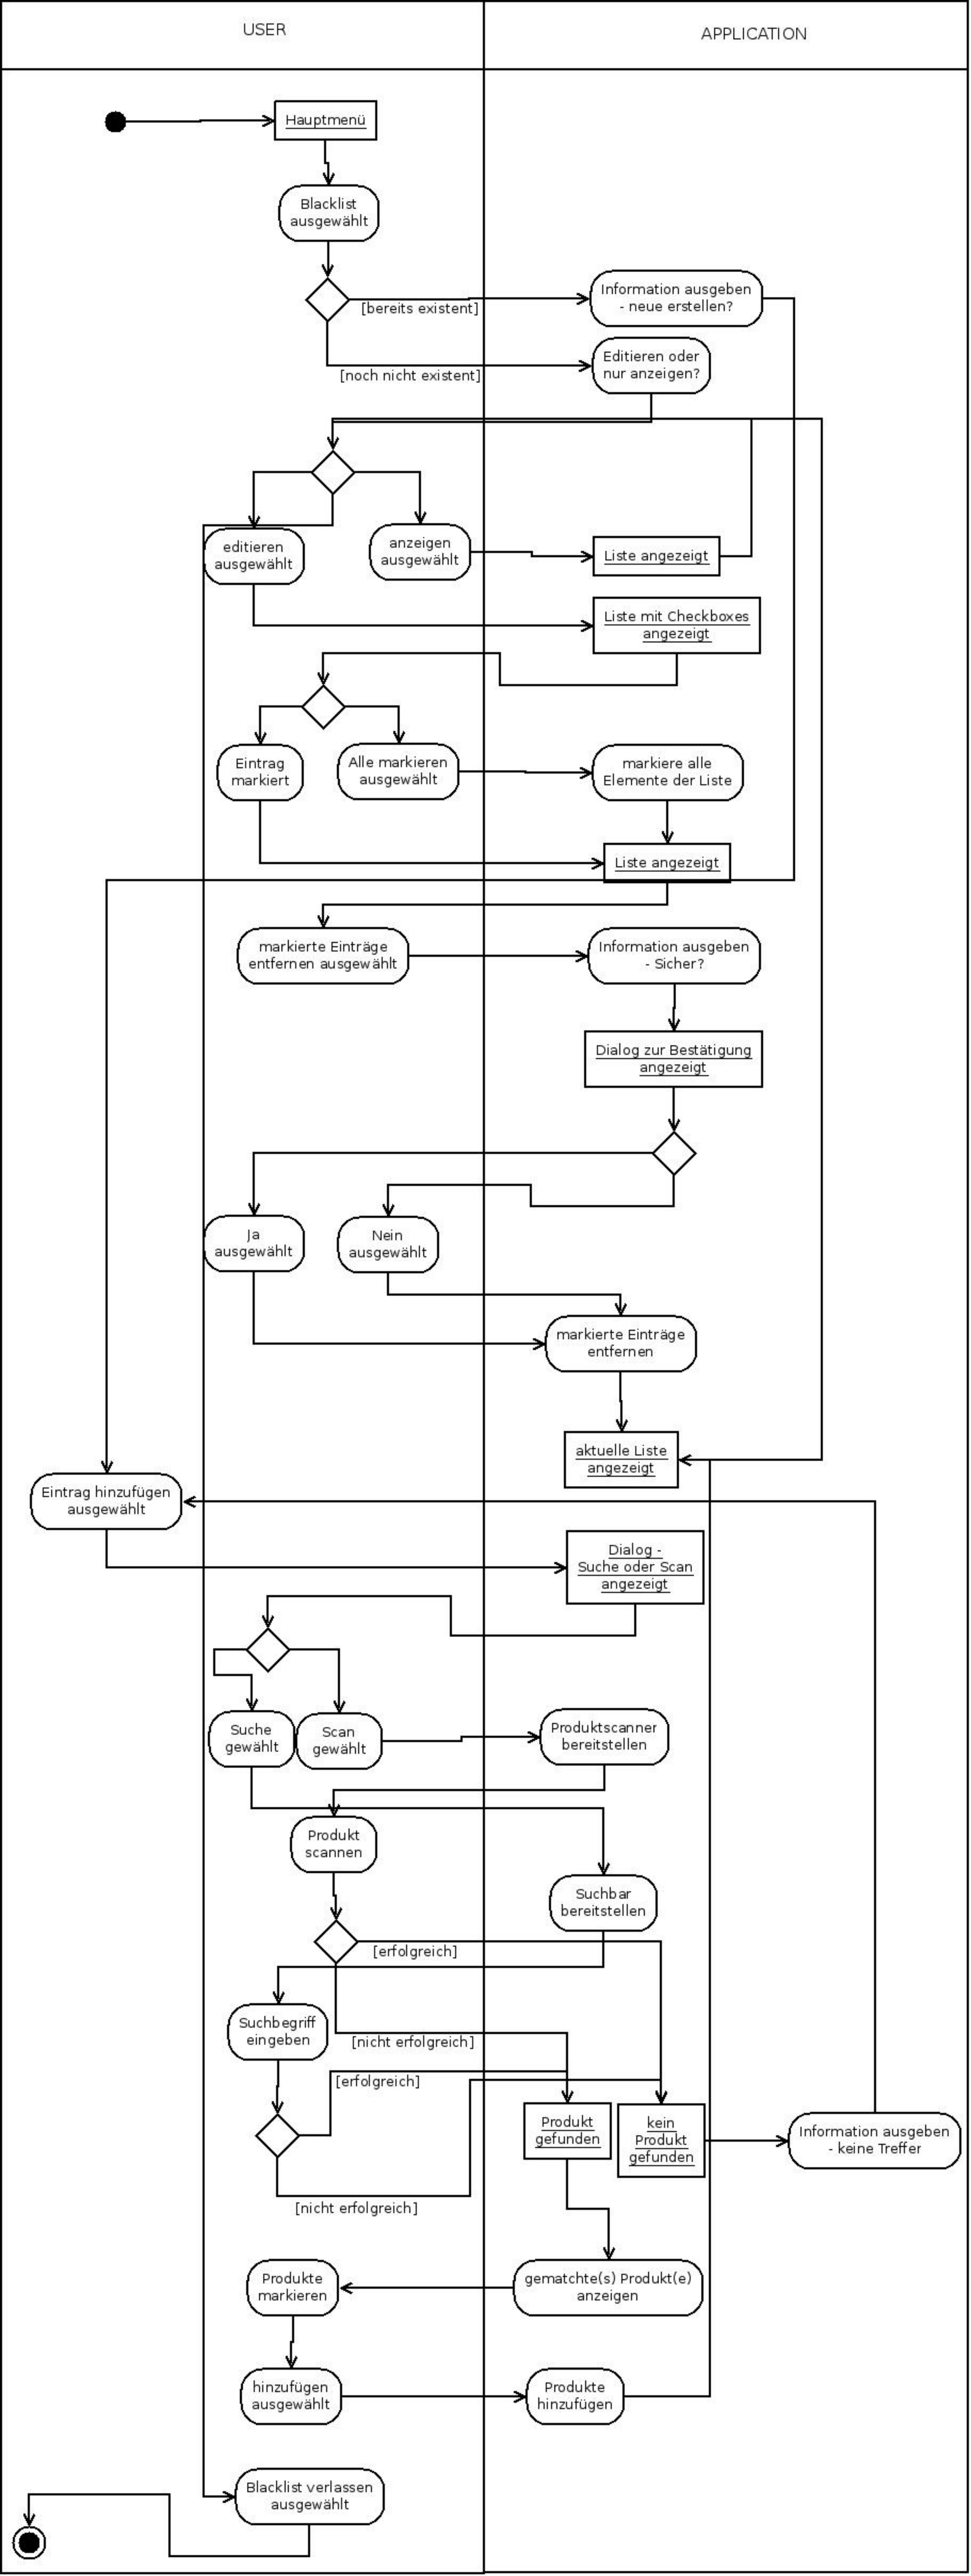 USER
APPLICATION
Hauptmenü
Blacklist
ausgewählt
[bereits existent]
Information ausgeben
- neue erstellen?
[noch nicht existent]
Editieren oder
nur anzeigen?
editieren
ausgewählt
anzeigen
ausgewählt
Liste angezeigt
Liste mit Checkboxes
angezeigt
Eintrag
markiert
Alle markieren
ausgewählt
markiere alle
Elemente der Liste
Liste angezeigt
markierte Einträge
entfernen ausgewählt
Information ausgeben
- Sicher?
Dialog zur Bestätigung
angezeigt
Ja
ausgewählt
Nein
ausgewählt
markierte Einträge
entfernen
aktuelle Liste
angezeigt
Eintrag hinzufügen
ausgewählt
Dialog -
Suche oder Scan
angezeigt
Suche
gewählt
Scan
gewählt
Produktscanner
bereitstellen
Produkt
scannen
Suchbar
bereitstellen
[erfolgreich]
Suchbegriff
eingeben
[nicht erfolgreich]
[erfolgreich]
Produkt
gefunden
kein
Produkt
gefunden
Information ausgeben
- keine Treffer
[nicht erfolgreich]
Produkte
markieren
gematchte(s) Produkt(e)
anzeigen
hinzufügen
ausgewählt
Produkte
hinzufügen
Blacklist verlassen
ausgewählt